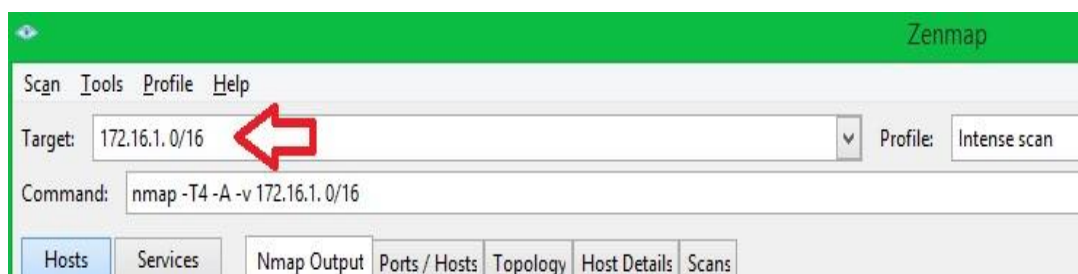 Zenmap
Scan Tools Profile Help
Target: 172.16.1. 0/16 Profile: Intense scan
Command: nmap -T4 -A -v 172.16.1. 0/16
Hosts Services Nmap Output Ports / Hosts Topology Host Details Scans